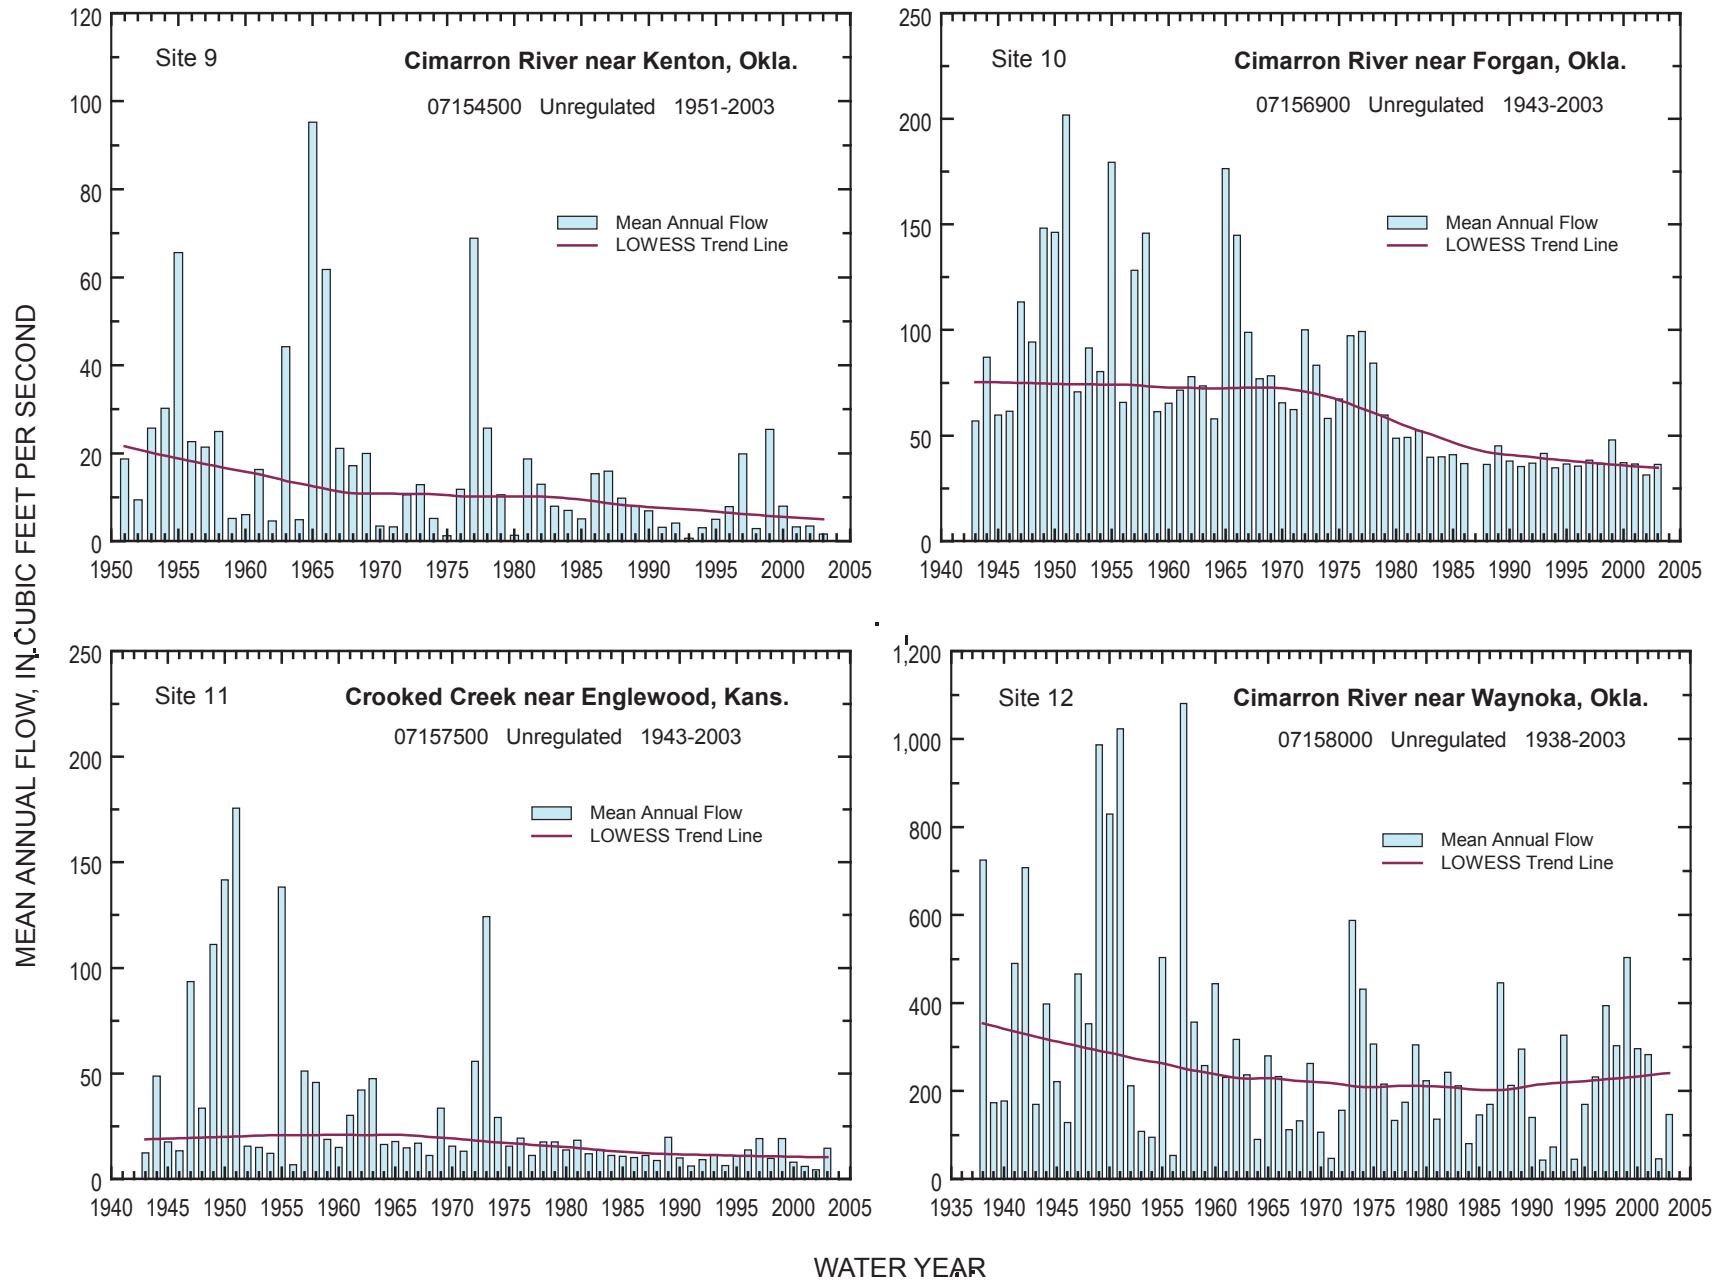 MEAN ANNUAL FLOW, IN CUBIC FEET PER SECOND
Site 9
Cimarron River near Kenton, Okla.
07154500 Unregulated 1951-2003
Mean Annual Flow
LOWESS Trend Line
120
100
80
60
40
20
0
1950 1955 1960 1965 1970 1975 1980 1985 1990 1995 2000 2005
Site 10
Cimarron River near Forgan, Okla.
07156900 Unregulated 1943-2003
Mean Annual Flow
LOWESS Trend Line
250
200
150
100
50
0
1940 1945 1950 1955 1960 1965 1970 1975 1980 1985 1990 1995 2000 2005
Site 11
Crooked Creek near Englewood, Kans.
07157500 Unregulated 1943-2003
Mean Annual Flow
LOWESS Trend Line
250
200
150
100
50
0
1940 1945 1950 1955 1960 1965 1970 1975 1980 1985 1990 1995 2000 2005
Site 12
Cimarron River near Waynoka, Okla.
07158000 Unregulated 1938-2003
Mean Annual Flow
LOWESS Trend Line
1,200
1,000
800
600
400
200
0
1935 1940 1945 1950 1955 1960 1965 1970 1975 1980 1985 1990 1995 2000 2005
WATER YEAR